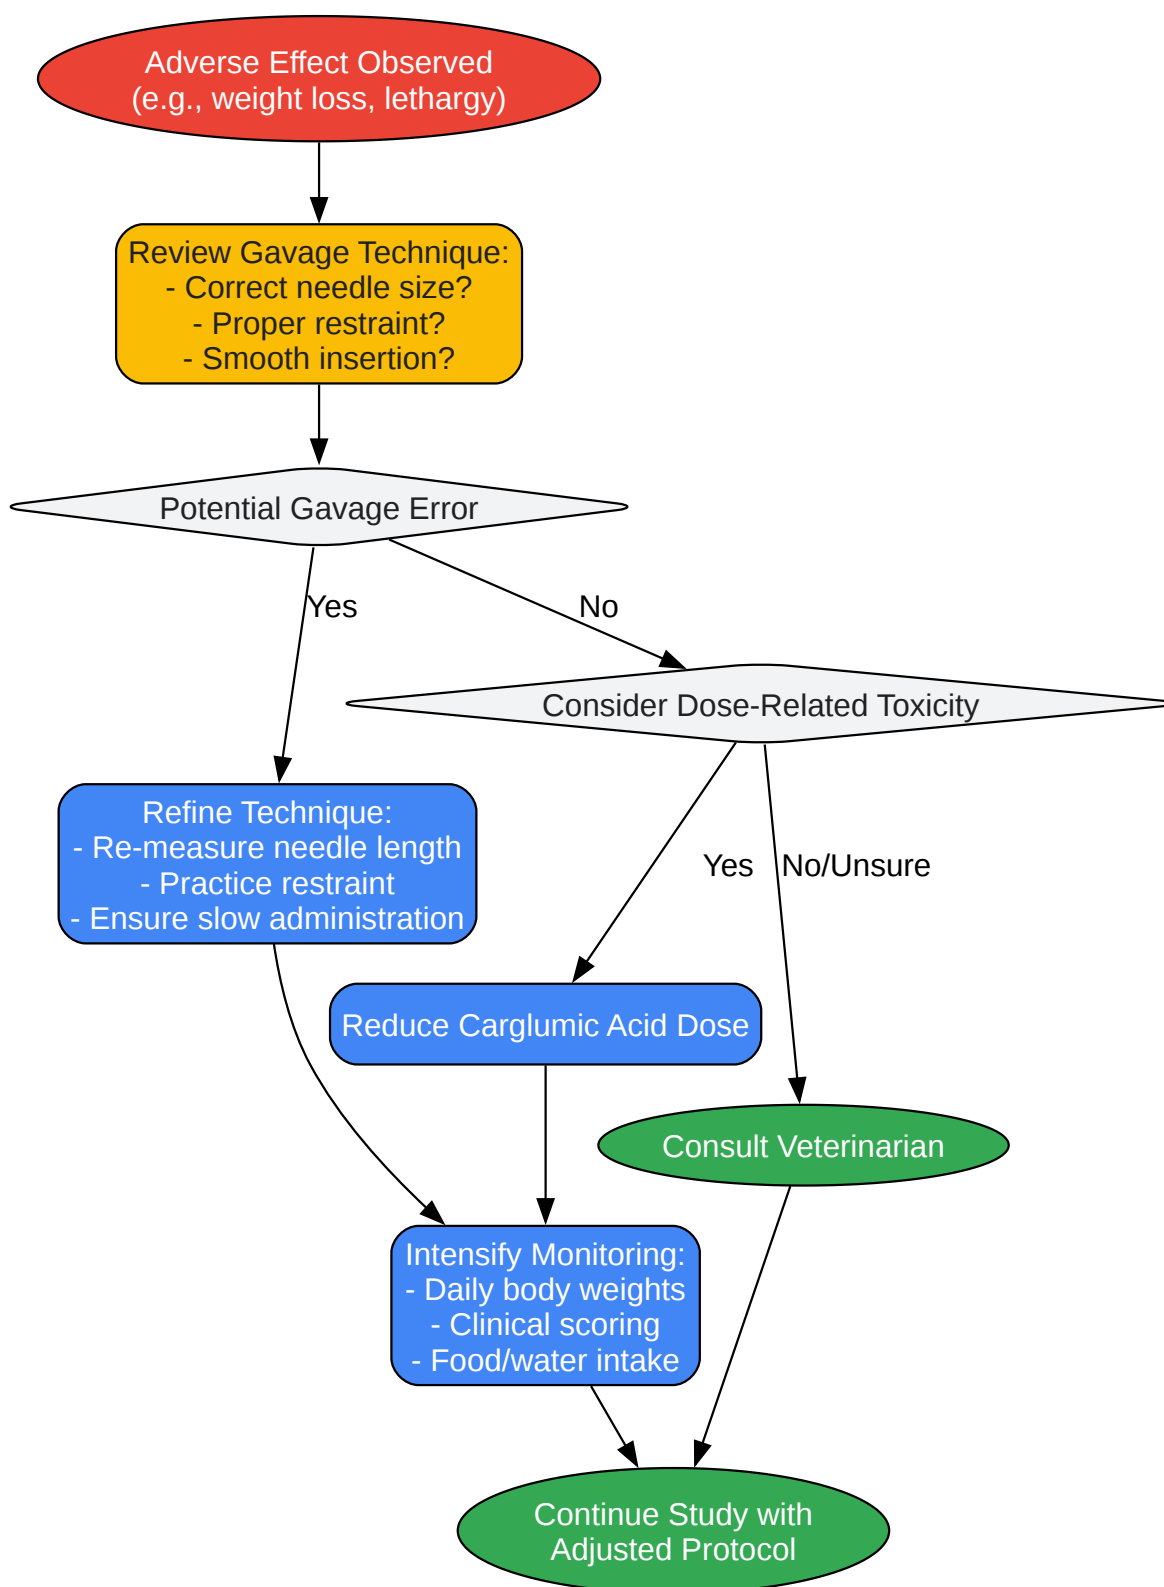 Adverse Effect Observed
(e.g., weight loss, lethargy)
Review Gavage Technique:
- Correct needle size?
- Proper restraint?
- Smooth insertion?
Potential Gavage Error
Yes
No
Consider Dose-Related Toxicity
Refine Technique:
- Re-measure needle length
- Practice restraint
- Ensure slow administration
Yes
No/Unsure
Reduce Carglumic Acid Dose
Consult Veterinarian
Intensify Monitoring:
- Daily body weights
- Clinical scoring
- Food/water intake
Continue Study with
Adjusted Protocol